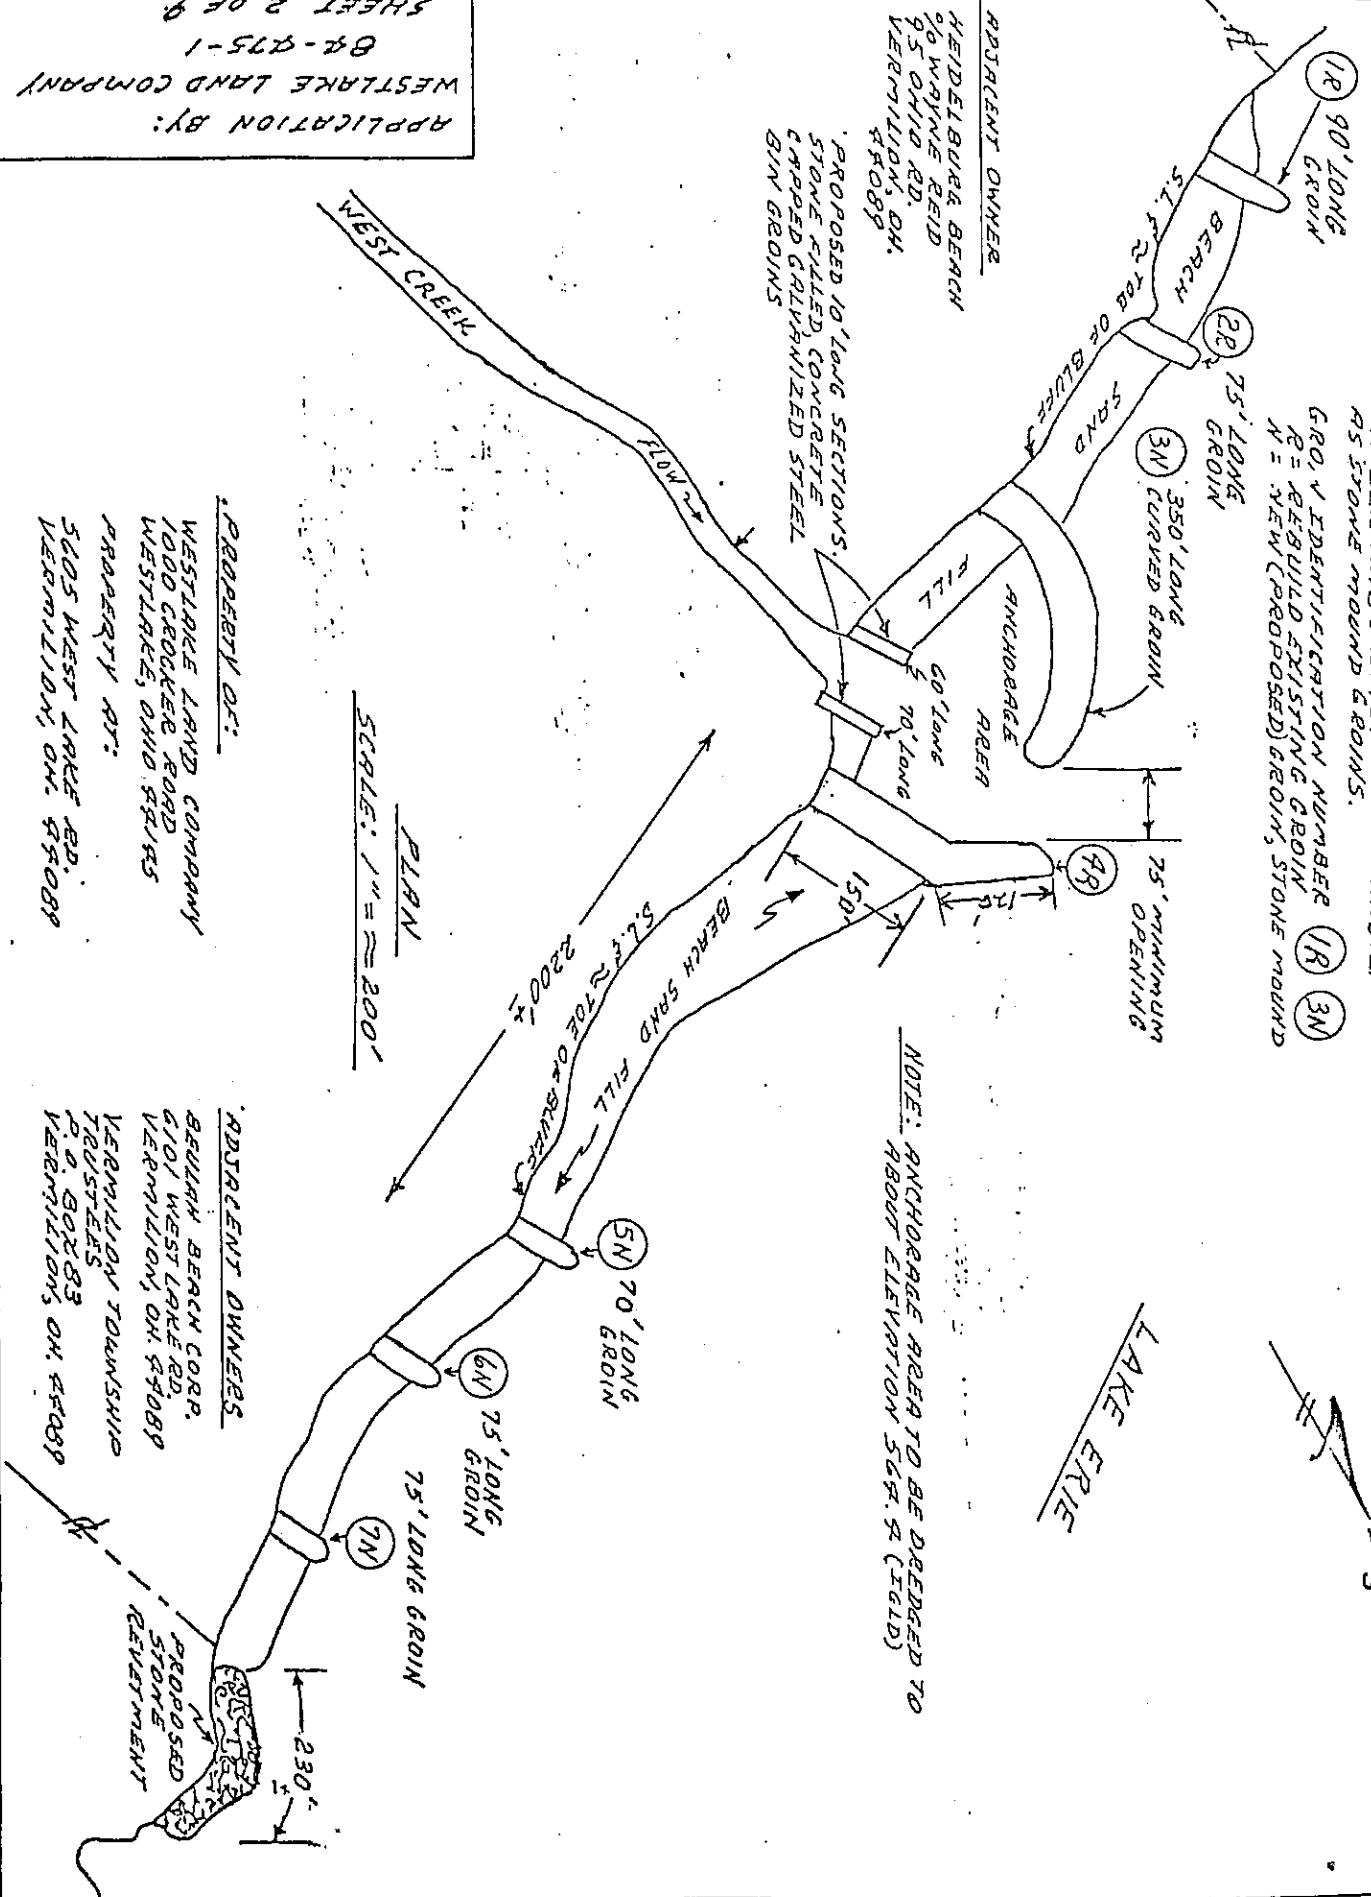 AS STONE MOUND GROINS.
GROIN IDENTIFICATION NUMBER 1R 3N
R = REBUILD EXISTING GROIN
N = NEW (PROPOSED) GROIN, STONE MOUND
1R 90' LONG
GROIN
2R 75' LONG
GROIN
3N 350' LONG
CURVED GROIN
75' MINIMUM
OPENING
4R
LAKE ERIE
BEACH
SAND
FILL
S.L. & ≈ TOE OF BLUFF
ANCHORAGE
AREA
60' LONG
70' LONG
150'
120'
NOTE: ANCHORAGE AREA TO BE DREDGED TO
ABOUT ELEVATION 564.4 (IGLD)
ADJACENT OWNER
HEIDELBURG BEACH
% WAYNE REID
95 OHIO RD.
VERMILION, OH.
44089
PROPOSED 10' LONG SECTIONS.
STONE FILLED, CONCRETE
CAPPED GALVANIZED STEEL
BIN GROINS
WEST CREEK
FLOW
BEACH SAND FILL
S.L. & ≈ TOE OF BLUFF
2200' ±
5N 70' LONG
GROIN
6N 75' LONG
GROIN
7N 75' LONG GROIN
230' ±
PROPOSED
STONE
REVETMENT
PLAN
SCALE: 1" = ≈ 200'
PROPERTY OF:
WESTLAKE LAND COMPANY
1000 CROCKER ROAD
WESTLAKE, OHIO 44145
PROPERTY AT:
5605 WEST LAKE RD.
VERMILION, OH. 44089
ADJACENT OWNERS
BEULAH BEACH CORP.
6101 WEST LAKE RD.
VERMILION, OH. 44089
VERMILION TOWNSHIP
TRUSTEES
P.O. BOX 83
VERMILION, OH. 44089
APPLICATION BY:
WESTLAKE LAND COMPANY
84-475-1
SHEET 2 OF 9